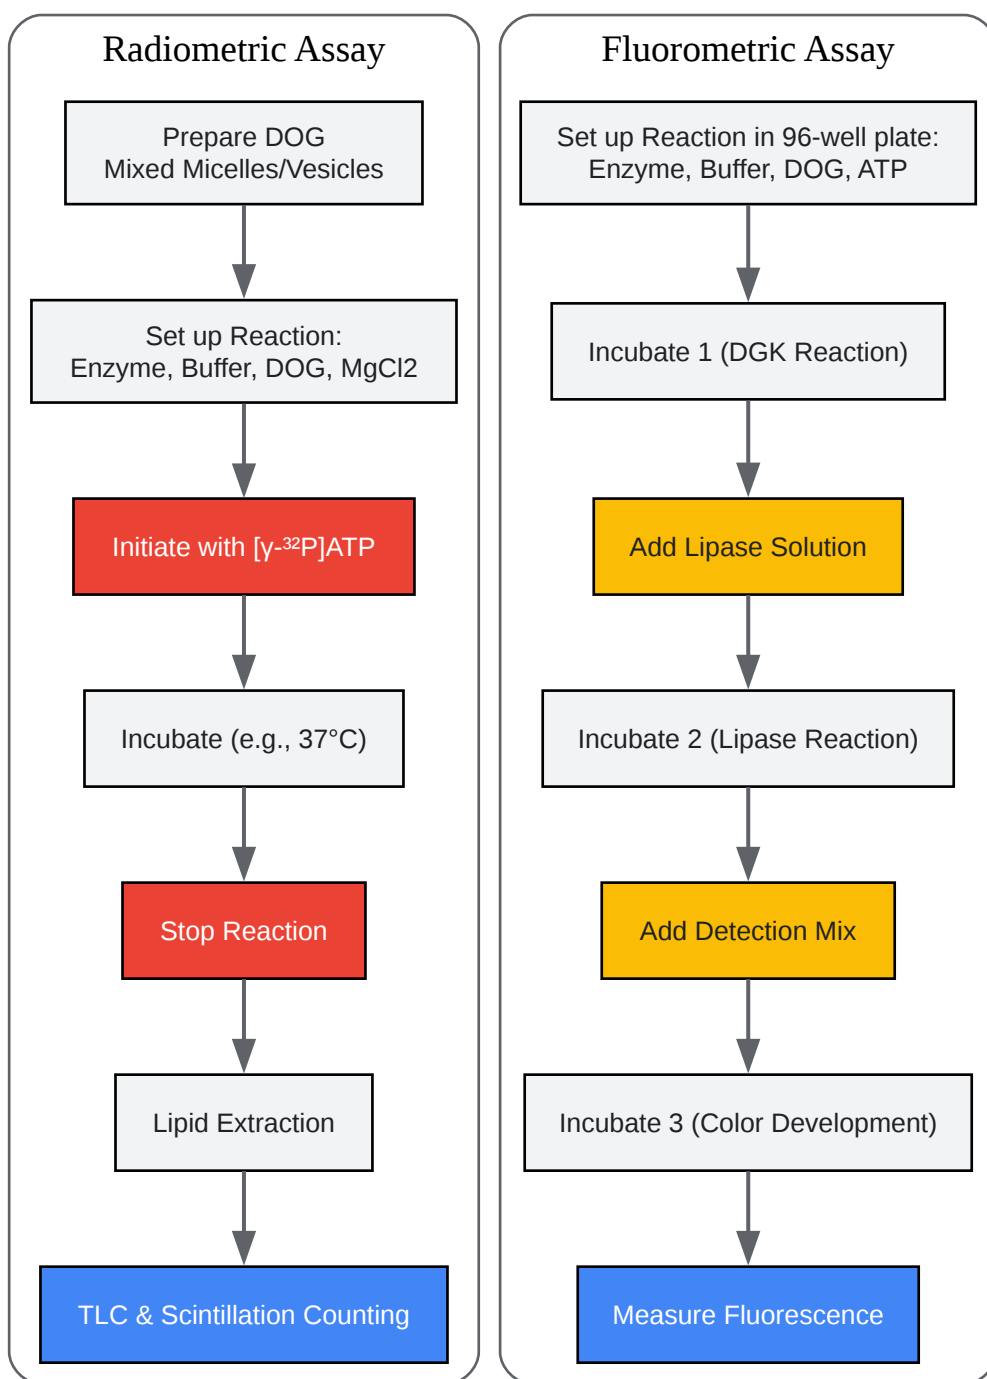 Radiometric Assay
Prepare DOG
Mixed Micelles/Vesicles
Set up Reaction:
Enzyme, Buffer, DOG, MgCl2
Initiate with [γ-³²P]ATP
Incubate (e.g., 37°C)
Stop Reaction
Lipid Extraction
TLC & Scintillation Counting
Fluorometric Assay
Set up Reaction in 96-well plate:
Enzyme, Buffer, DOG, ATP
Incubate 1 (DGK Reaction)
Add Lipase Solution
Incubate 2 (Lipase Reaction)
Add Detection Mix
Incubate 3 (Color Development)
Measure Fluorescence